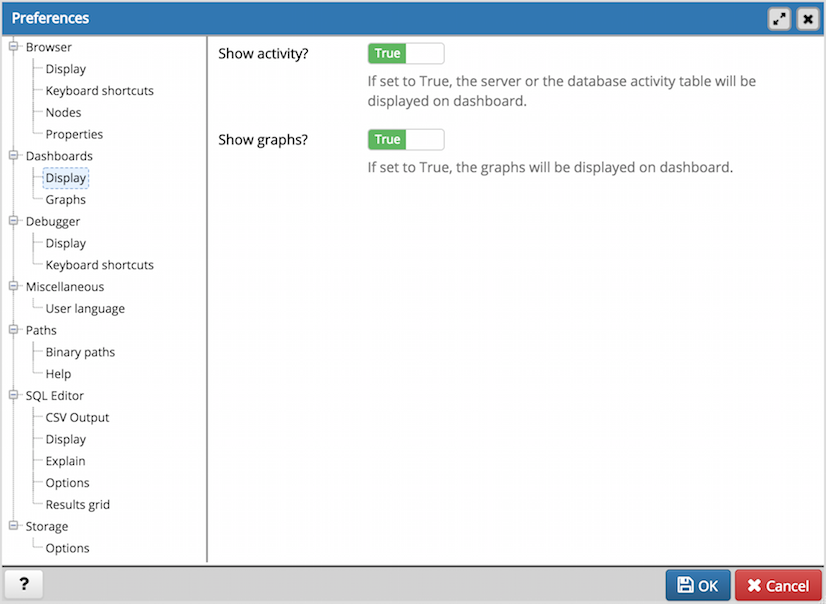 Preferences
Browser
Display
Keyboard shortcuts
Nodes
Properties
Dashboards
Display
Graphs
Debugger
Display
Keyboard shortcuts
Miscellaneous
User language
Paths
Binary paths
Help
SQL Editor
CSV Output
Display
Explain
Options
Results grid
Storage
Options
Show activity?
True
If set to True, the server or the database activity table will be
displayed on dashboard.
Show graphs?
True
If set to True, the graphs will be displayed on dashboard.
?
OK
Cancel